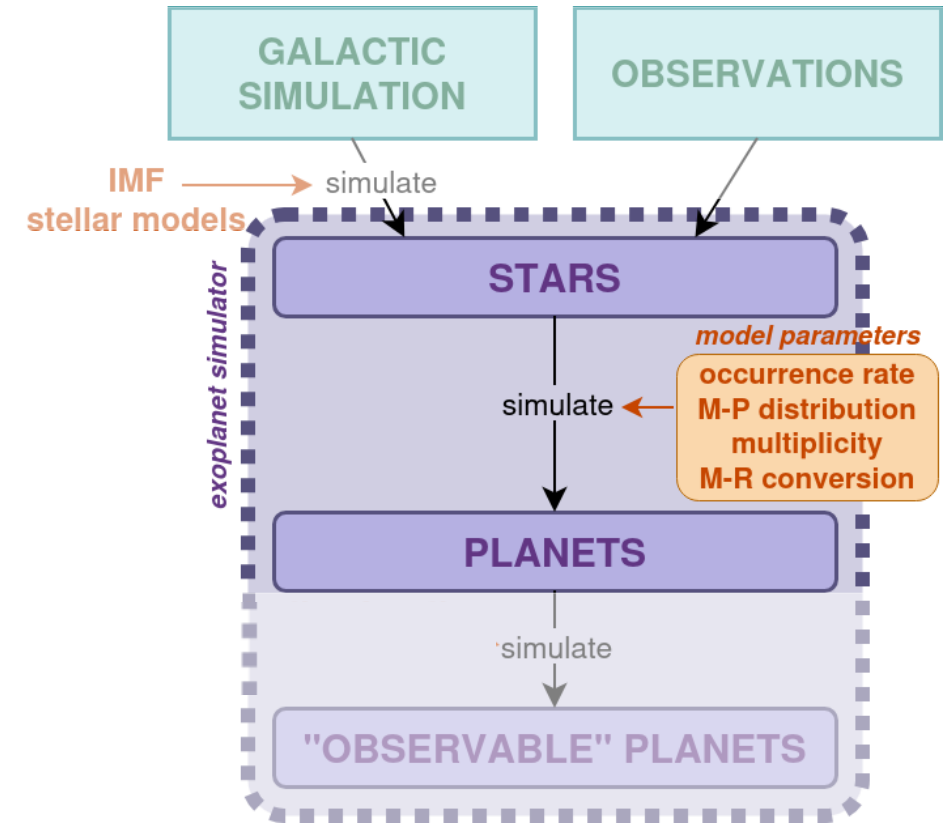 GALACTIC
SIMULATION
OBSERVATIONS
IMF
stellar models
simulate
exoplanet simulator
STARS
model parameters
occurrence rate
M-P distribution
multiplicity
M-R conversion
simulate
PLANETS
simulate
"OBSERVABLE" PLANETS